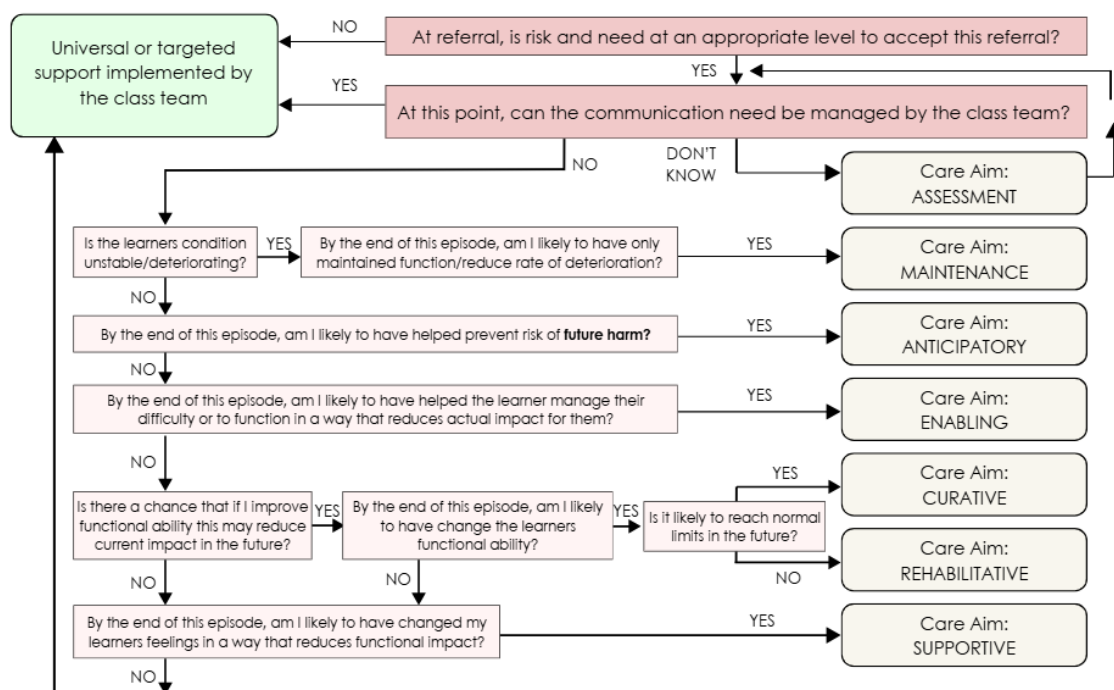 Universal or targeted
support implemented by
the class team
NO
At referral, is risk and need at an appropriate level to accept this referral?
YES
YES
At this point, can the communication need be managed by the class team?
NO
DON'T
KNOW
Care Aim:
ASSESSMENT
Is the learners condition
unstable/deteriorating?
YES
By the end of this episode, am I likely to have only
maintained function/reduce rate of deterioration?
YES
Care Aim:
MAINTENANCE
NO
By the end of this episode, am I likely to have helped prevent risk of future harm?
YES
Care Aim:
ANTICIPATORY
NO
By the end of this episode, am I likely to have helped the learner manage their
difficulty or to function in a way that reduces actual impact for them?
YES
Care Aim:
ENABLING
NO
Is there a chance that if I improve
functional ability this may reduce
current impact in the future?
YES
By the end of this episode, am I likely
to have change the learners
functional ability?
YES
Is it likely to reach normal
limits in the future?
YES
Care Aim:
CURATIVE
NO
Care Aim:
REHABILITATIVE
NO
NO
By the end of this episode, am I likely to have changed my
learners feelings in a way that reduces functional impact?
YES
Care Aim:
SUPPORTIVE
NO